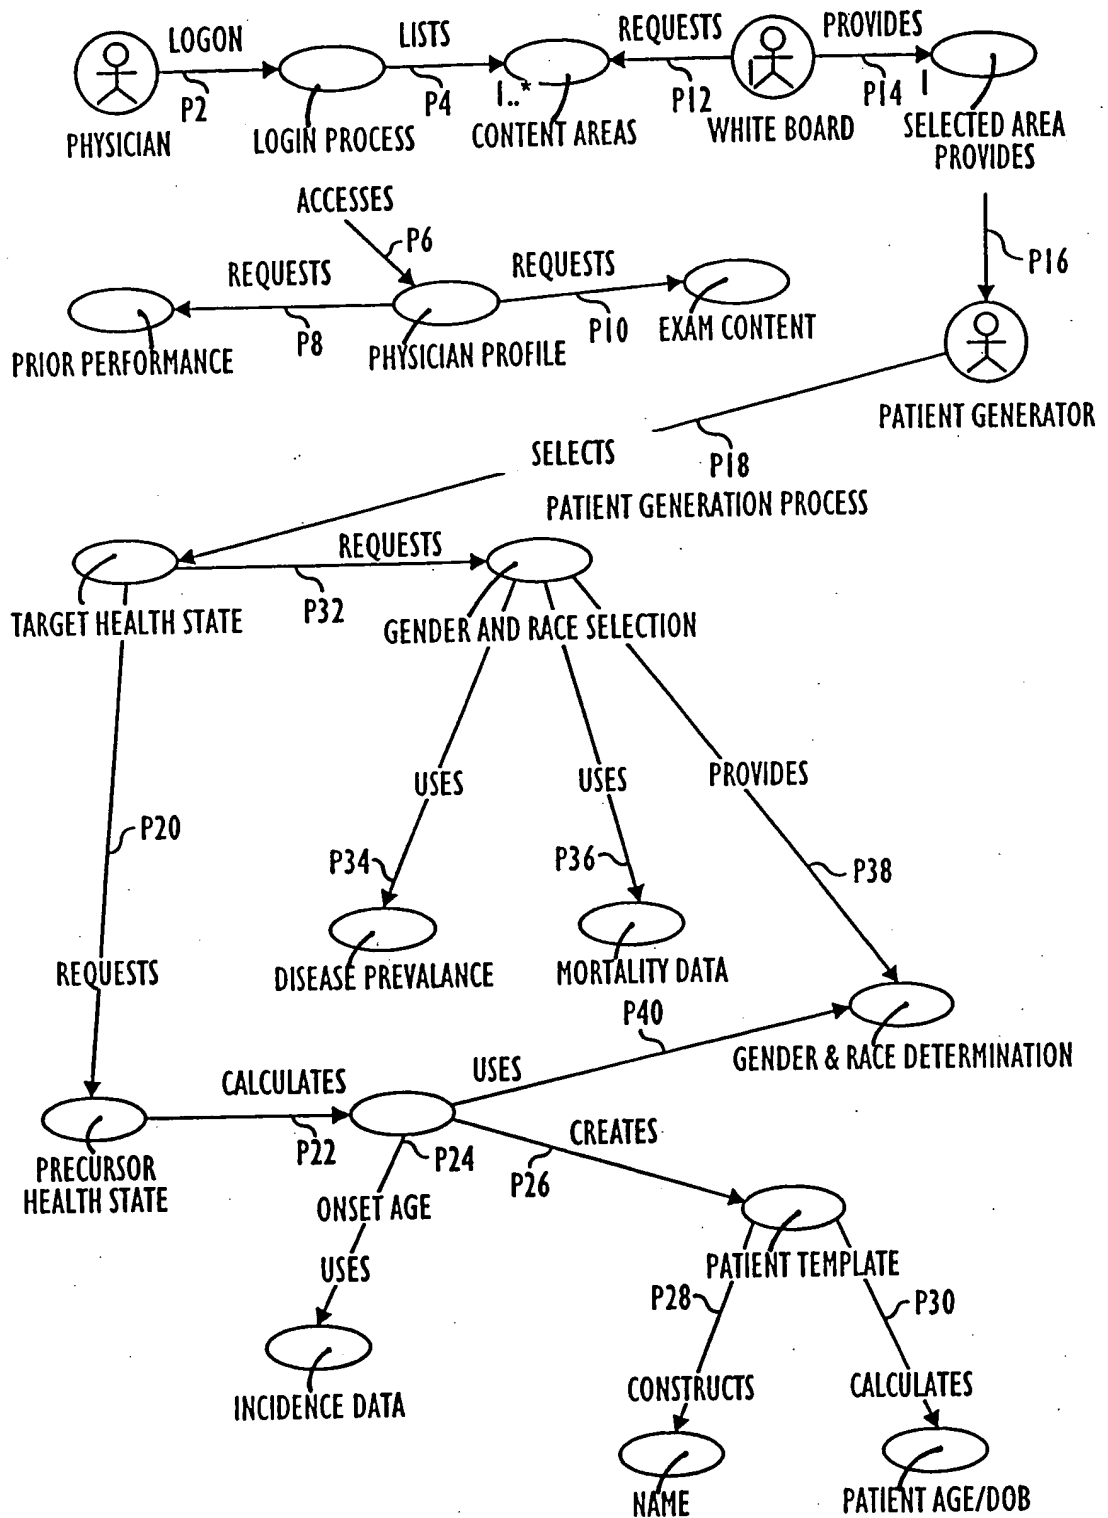 LOGON
LISTS
REQUESTS
PROVIDES
P2
P4
1..*
P12
1
P14
1
PHYSICIAN
LOGIN PROCESS
CONTENT AREAS
WHITE BOARD
SELECTED AREA
PROVIDES
ACCESSES
P6
P16
REQUESTS
REQUESTS
P8
P10
PRIOR PERFORMANCE
PHYSICIAN PROFILE
EXAM CONTENT
PATIENT GENERATOR
SELECTS
P18
PATIENT GENERATION PROCESS
REQUESTS
P32
TARGET HEALTH STATE
GENDER AND RACE SELECTION
USES
USES
PROVIDES
P20
P34
P36
P38
REQUESTS
DISEASE PREVALANCE
MORTALITY DATA
P40
GENDER & RACE DETERMINATION
USES
CALCULATES
P22
P24
CREATES
P26
PRECURSOR
HEALTH STATE
ONSET AGE
USES
PATIENT TEMPLATE
P28
P30
INCIDENCE DATA
CONSTRUCTS
CALCULATES
NAME
PATIENT AGE/DOB